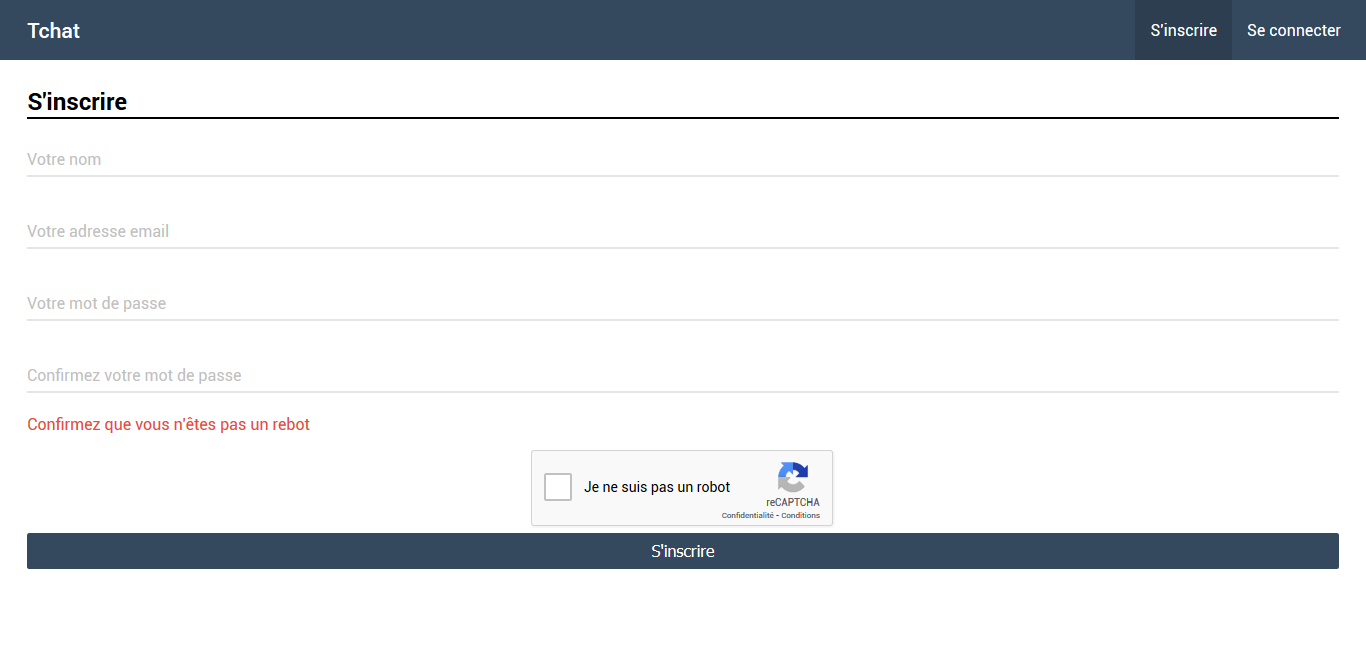 Tchat
S'inscrire
Se connecter
S'inscrire
Votre nom
Votre adresse email
Votre mot de passe
Confirmez votre mot de passe
Confirmez que vous n'êtes pas un rebot
Je ne suis pas un robot
reCAPTCHA
Confidentialité - Conditions
S'inscrire